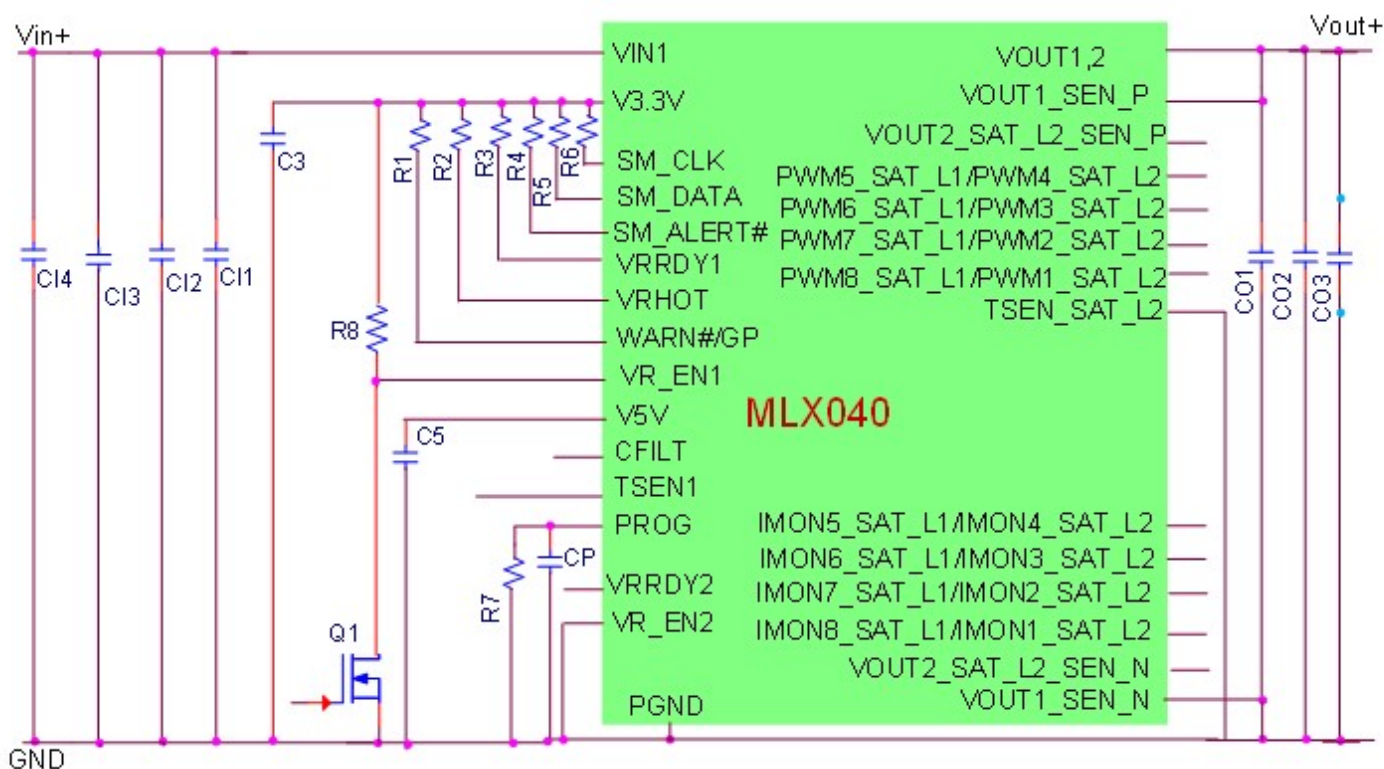 Vin+
Vout+
VIN1
VOUT1,2
V3.3V
VOUT1_SEN_P
VOUT2_SAT_L2_SEN_P
C3
R1
R2
R3
R4
R5
R6
SM_CLK
PWM5_SAT_L1/PWM4_SAT_L2
SM_DATA
PWM6_SAT_L1/PWM3_SAT_L2
SM_ALERT#
PWM7_SAT_L1/PWM2_SAT_L2
VRRDY1
PWM8_SAT_L1/PWM1_SAT_L2
CI4
CI3
CI2
CI1
VRHOT
TSEN_SAT_L2
CO1
CO2
CO3
R8
WARN#/GP
VR_EN1
V5V
MLX040
C5
CFILT
TSEN1
PROG
IMON5_SAT_L1/IMON4_SAT_L2
CP
IMON6_SAT_L1/IMON3_SAT_L2
R7
VRRDY2
IMON7_SAT_L1/IMON2_SAT_L2
Q1
VR_EN2
IMON8_SAT_L1/IMON1_SAT_L2
VOUT2_SAT_L2_SEN_N
PGND
VOUT1_SEN_N
GND